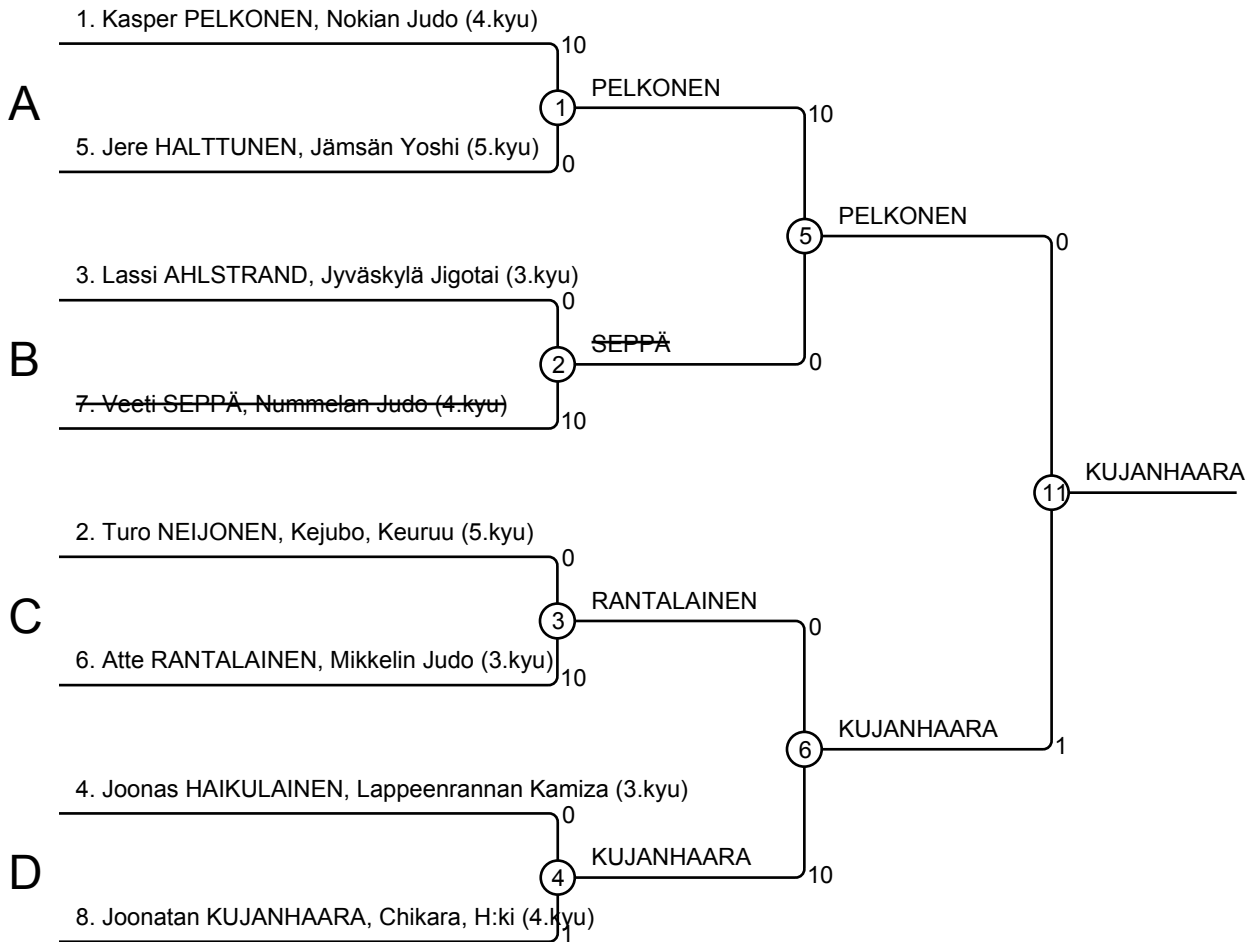 1. Kasper PELKONEN, Nokian Judo (4.kyu)
10
A
1
PELKONEN
10
5. Jere HALTTUNEN, Jämsän Yoshi (5.kyu)
0
5
PELKONEN
0
3. Lassi AHLSTRAND, Jyväskylä Jigotai (3.kyu)
0
B
2
SEPPÄ
0
7. Veeti SEPPÄ, Nummelan Judo (4.kyu)
10
11
KUJANHAARA
2. Turo NEIJONEN, Kejubo, Keuruu (5.kyu)
0
C
3
RANTALAINEN
0
6. Atte RANTALAINEN, Mikkelin Judo (3.kyu)
10
6
KUJANHAARA
1
4. Joonas HAIKULAINEN, Lappeenrannan Kamiza (3.kyu)
0
D
4
KUJANHAARA
10
8. Joonatan KUJANHAARA, Chikara, H:ki (4.kyu)
1